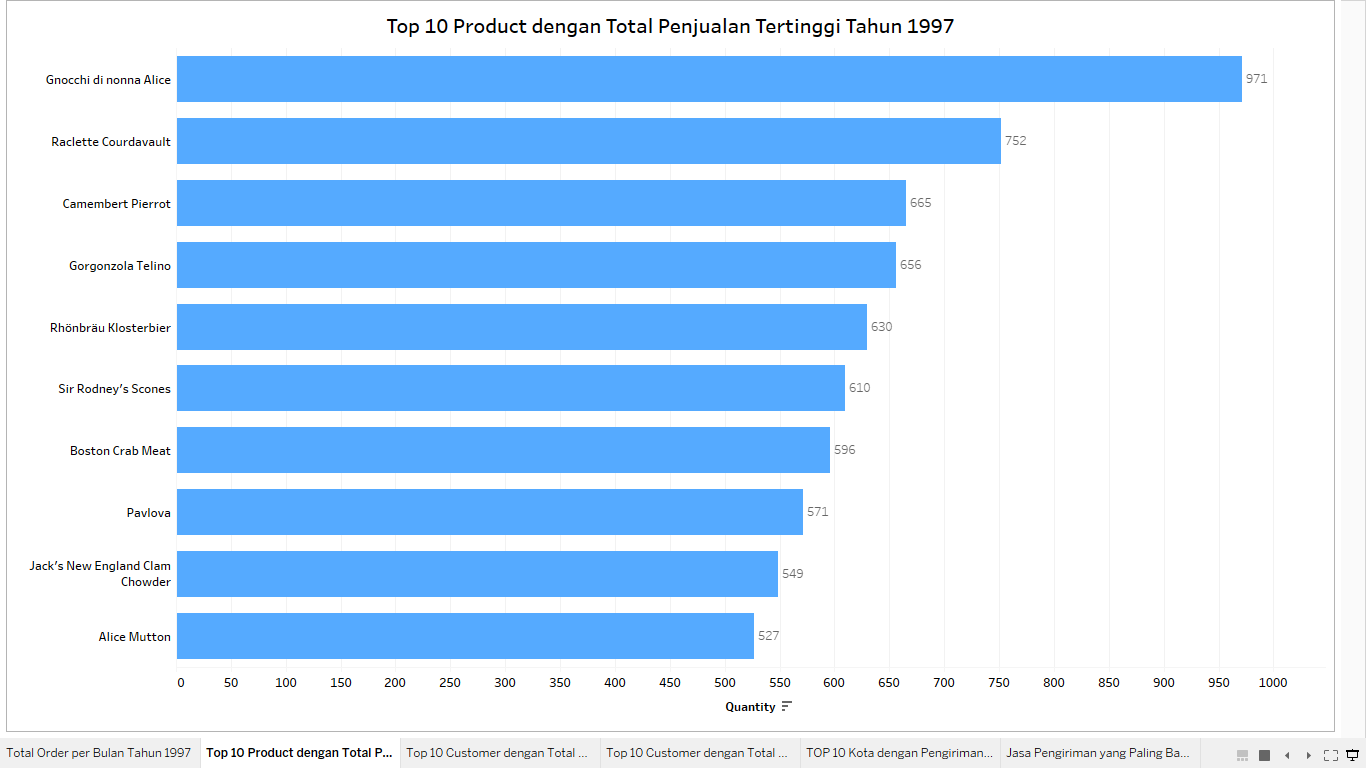 Top 10 Product dengan Total Penjualan Tertinggi Tahun 1997
Gnocchi di nonna Alice 971
Raclette Courdavault 752
Camembert Pierrot 665
Gorgonzola Telino 656
Rhönbräu Klosterbier 630
Sir Rodney’s Scones 610
Boston Crab Meat 596
Pavlova 571
Jack’s New England Clam
Chowder 549
Alice Mutton 527
0 50 100 150 200 250 300 350 400 450 500 550 600 650 700 750 800 850 900 950 1000
Quantity
Total Order per Bulan Tahun 1997 Top 10 Product dengan Total P... Top 10 Customer dengan Total ... Top 10 Customer dengan Total ... TOP 10 Kota dengan Pengiriman... Jasa Pengiriman yang Paling Ba...